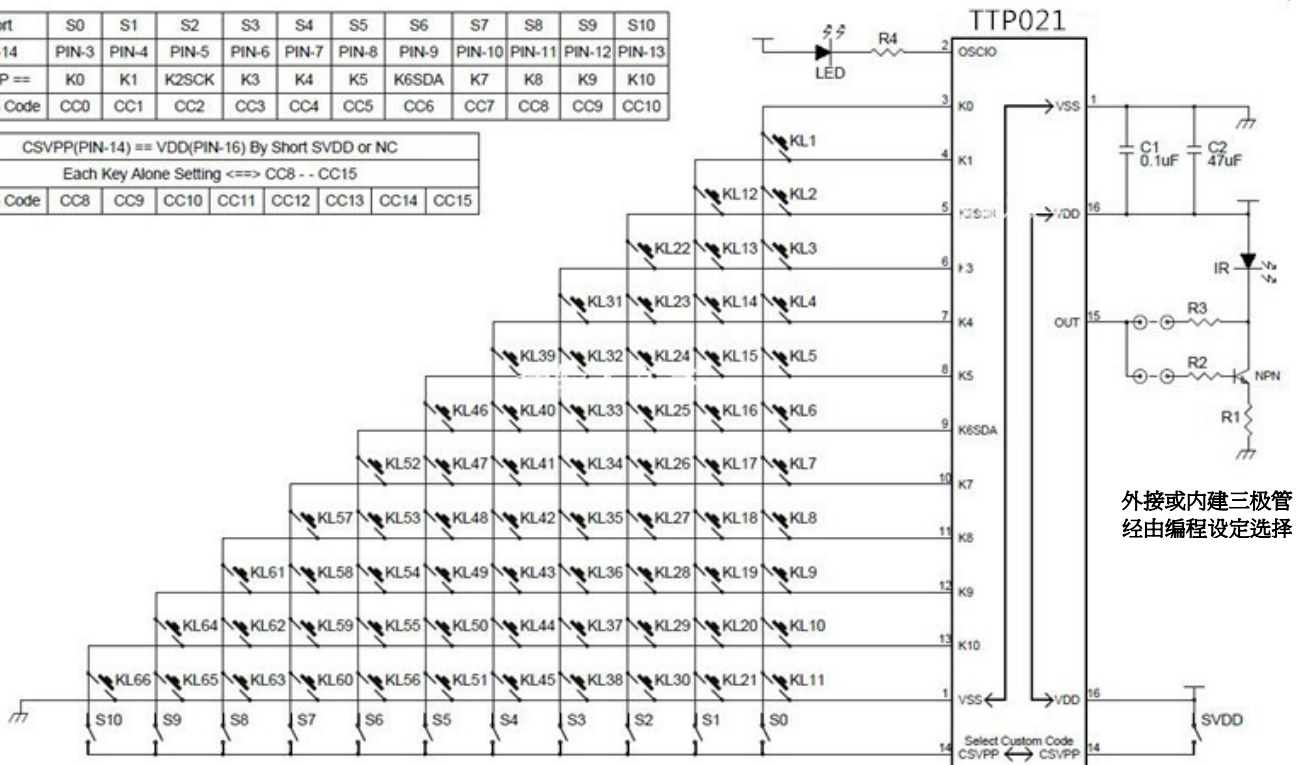 TTP021
S0 S1 S2 S3 S4 S5 S6 S7 S8 S9 S10
PIN-3 PIN-4 PIN-5 PIN-6 PIN-7 PIN-8 PIN-9 PIN-10 PIN-11 PIN-12 PIN-13
K0 K1 K2SCK K3 K4 K5 K6SDA K7 K8 K9 K10
Code CC0 CC1 CC2 CC3 CC4 CC5 CC6 CC7 CC8 CC9 CC10
CSVPP(PIN-14) == VDD(PIN-16) By Short SVDD or NC
Each Key Alone Setting <==> CC8 - - CC15
Code CC8 CC9 CC10 CC11 CC12 CC13 CC14 CC15
LED R4 2 OSCIO
3 K0 VSS 1
KL1 C1 0.1uF C2 47uF
4 K1
KL12 KL2
5 VDD 16
KL22 KL13 KL3
6 IR
KL31 KL23 KL14 KL4
7 K4 OUT 15 R3
KL39 KL32 KL24 KL15 KL5
8 K5 R2 NPN
KL46 KL40 KL33 KL25 KL16 KL6 R1
9 K6SDA
KL52 KL47 KL41 KL34 KL26 KL17 KL7
10 K7
外接或内建三极管
经由编程设定选择
KL57 KL53 KL48 KL42 KL35 KL27 KL18 KL8
11 K8
KL61 KL58 KL54 KL49 KL43 KL36 KL28 KL19 KL9
12 K9
KL64 KL62 KL59 KL55 KL50 KL44 KL37 KL29 KL20 KL10
13 K10
KL66 KL65 KL63 KL60 KL56 KL51 KL45 KL38 KL30 KL21 KL11
1 VSS VDD 16
S10 S9 S8 S7 S6 S5 S4 S3 S2 S1 S0 SVDD
Select Custom Code
14 CSVPP CSVPP 14